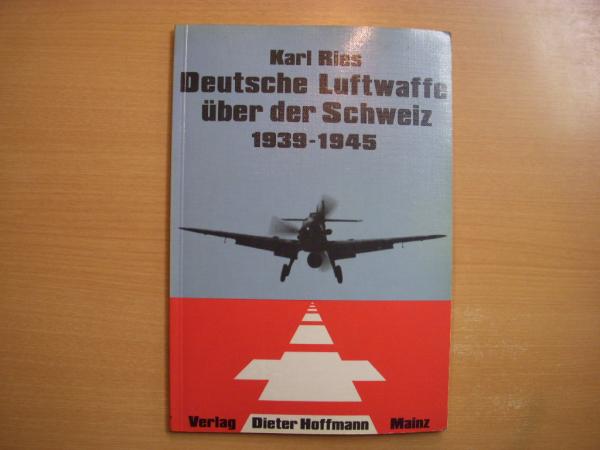 Karl Ries
Deutsche Luftwaffe
über der Schweiz
1939-1945
Verlag Dieter Hoffmann Mainz